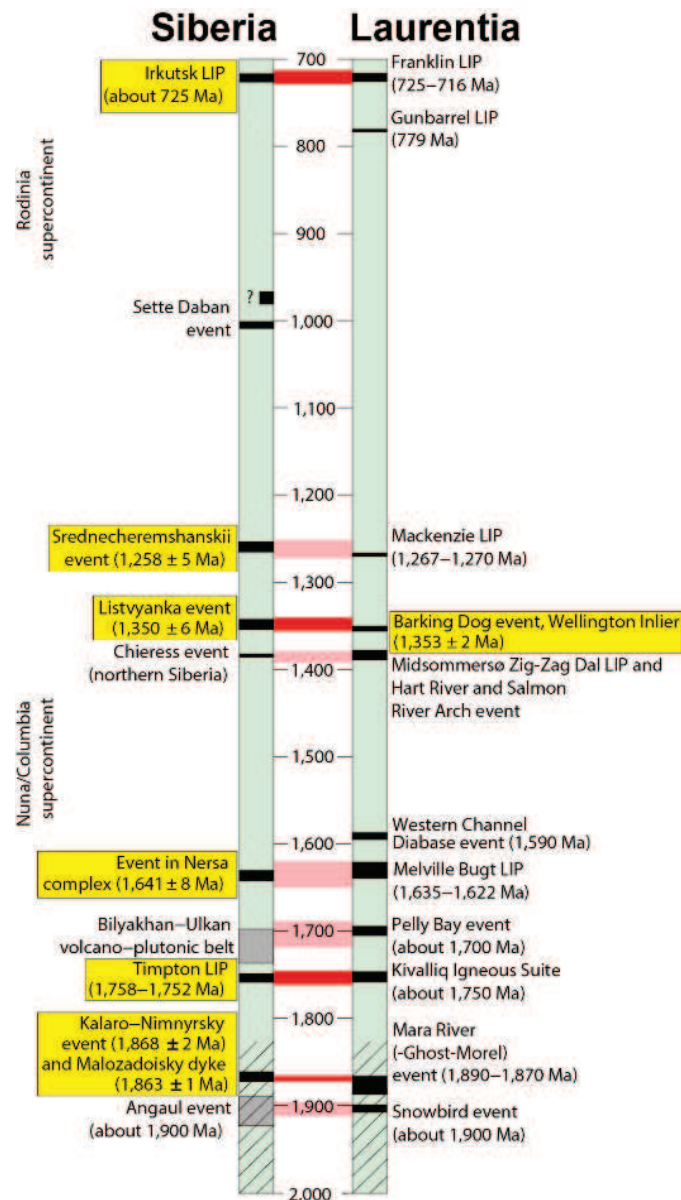 Siberia
Laurentia
Irkutsk LIP
(about 725 Ma)
700
Franklin LIP
(725–716 Ma)
Gunbarrel LIP
(779 Ma)
800
Rodinia
supercontinent
900
?
Sette Daban
event
1,000
1,100
1,200
Srednecheremshanskii
event (1,258 ± 5 Ma)
Mackenzie LIP
(1,267–1,270 Ma)
1,300
Listvyanka event
(1,350 ± 6 Ma)
Barking Dog event, Wellington Inlier
(1,353 ± 2 Ma)
Chieress event
(northern Siberia)
1,400
Midsommersø Zig-Zag Dal LIP and
Hart River and Salmon
River Arch event
Nuna/Columbia
supercontinent
1,500
1,600
Western Channel
Diabase event (1,590 Ma)
Event in Nersa
complex (1,641 ± 8 Ma)
Melville Bugt LIP
(1,635–1,622 Ma)
Bilyakhan–Ulkan
volcano–plutonic belt
1,700
Pelly Bay event
(about 1,700 Ma)
Timpton LIP
(1,758–1,752 Ma)
Kivalliq Igneous Suite
(about 1,750 Ma)
1,800
Kalaro–Nimnyrsky
event (1,868 ± 2 Ma)
and Malozadoisky dyke
(1,863 ± 1 Ma)
Mara River
(-Ghost-Morel)
event (1,890–1,870 Ma)
Angaul event
(about 1,900 Ma)
1,900
Snowbird event
(about 1,900 Ma)
2,000